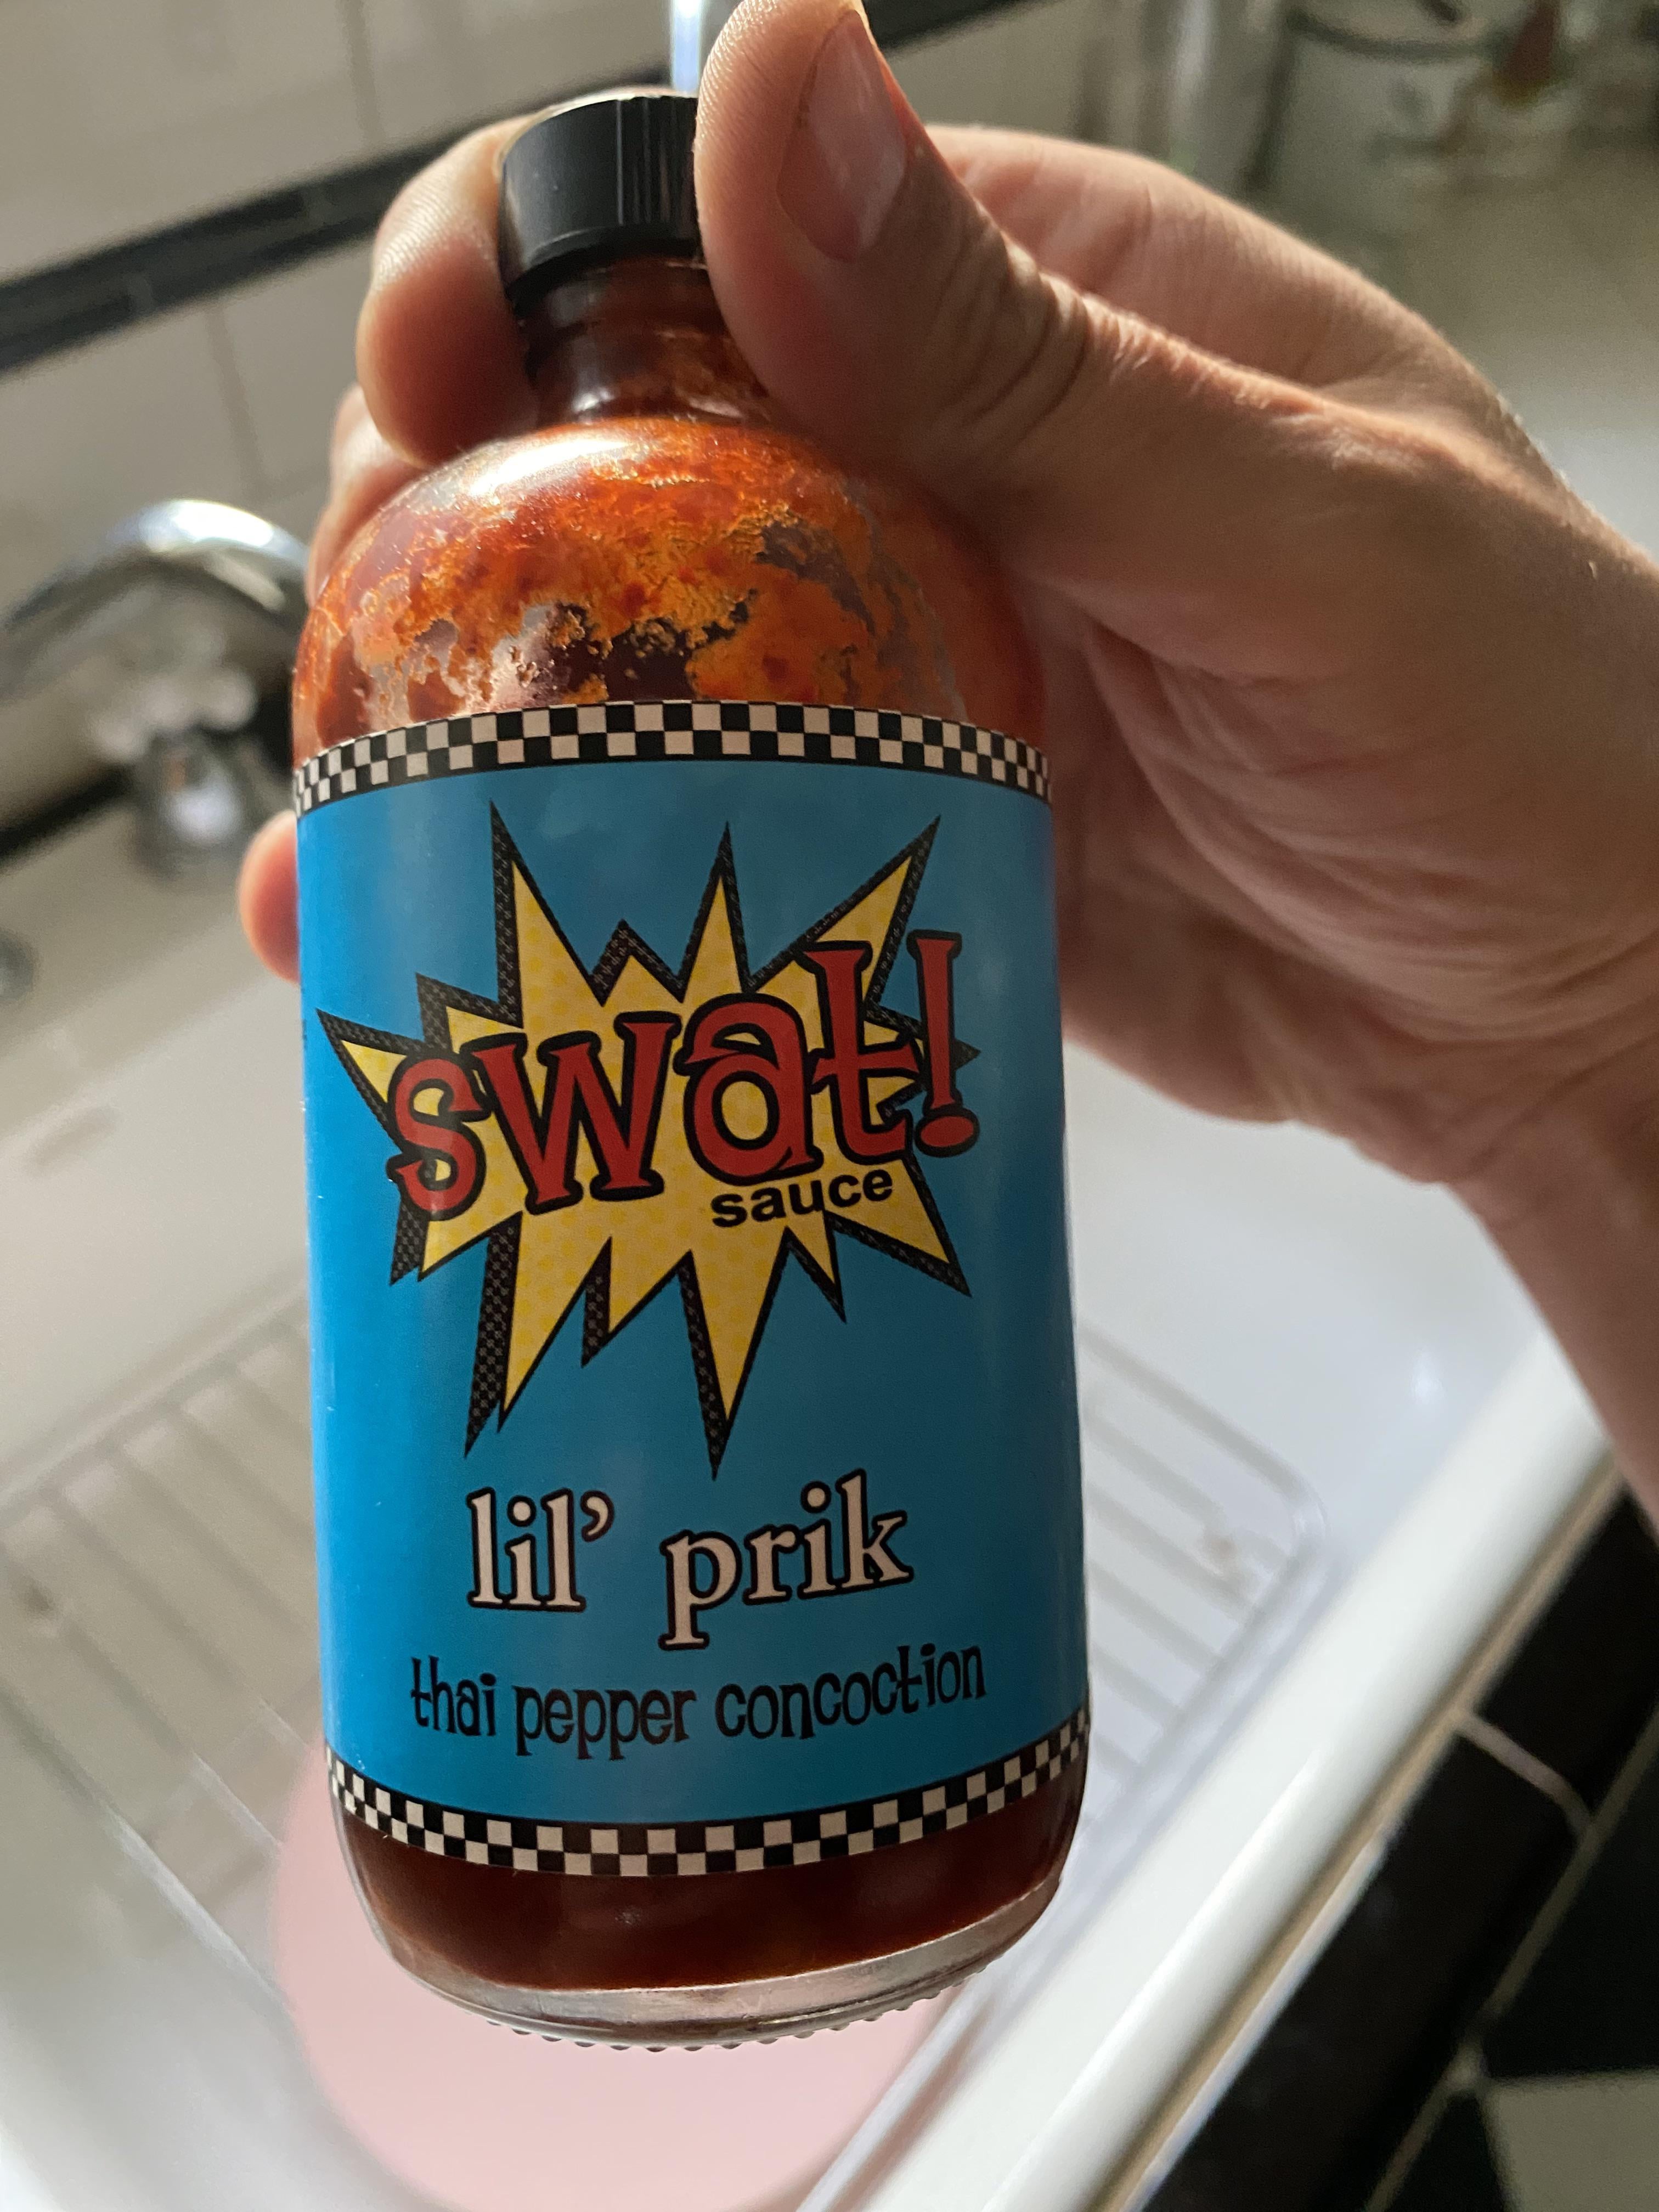 swat!
sauce
lil' prik
thai pepper concoction